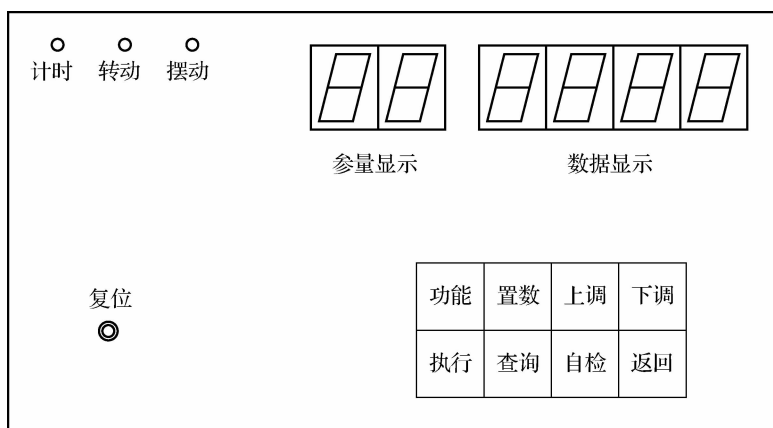 计时 转动 摆动
参量显示 数据显示
复位
功能 置数 上调 下调
执行 查询 自检 返回